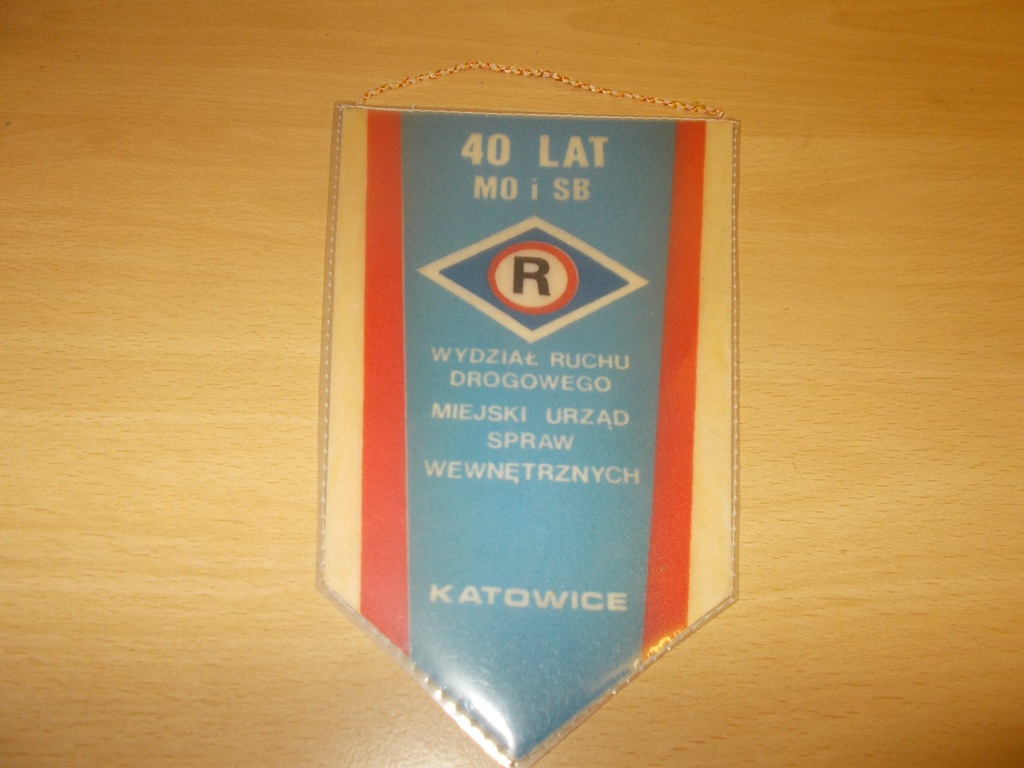 40 LAT
MO i SB
R
WYDZIAŁ RUCHU
DROGOWEGO
MIEJSKI URZĄD
SPRAW
WEWNĘTRZNYCH
KATOWICE